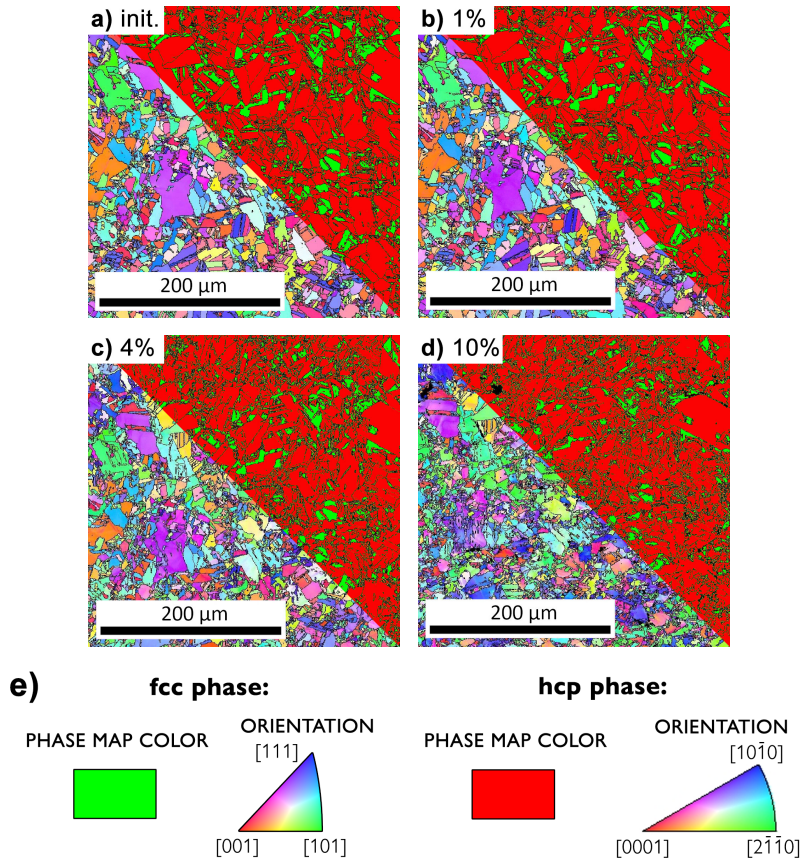 a) init.
b) 1%
200 µm
200 µm
c) 4%
d) 10%
200 µm
200 µm
e)
fcc phase:
hcp phase:
PHASE MAP COLOR
ORIENTATION
[111]
[001]
[101]
PHASE MAP COLOR
ORIENTATION
[101̄0]
[0001]
[21̄1̄0]